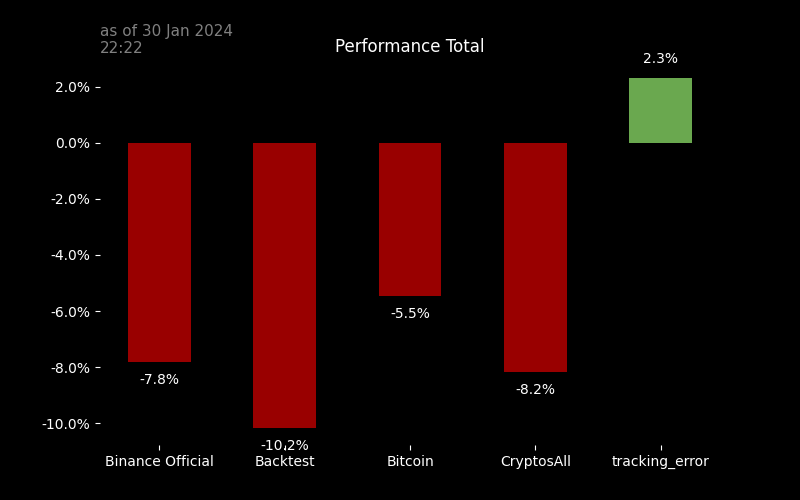 as of 30 Jan 2024
22:22
Performance Total
2.3%
2.0%
0.0%
-2.0%
-4.0%
-6.0%
-8.0%
-10.0%
-5.5%
-7.8%
-8.2%
-10.2%
Binance Official
Backtest
Bitcoin
CryptosAll
tracking_error